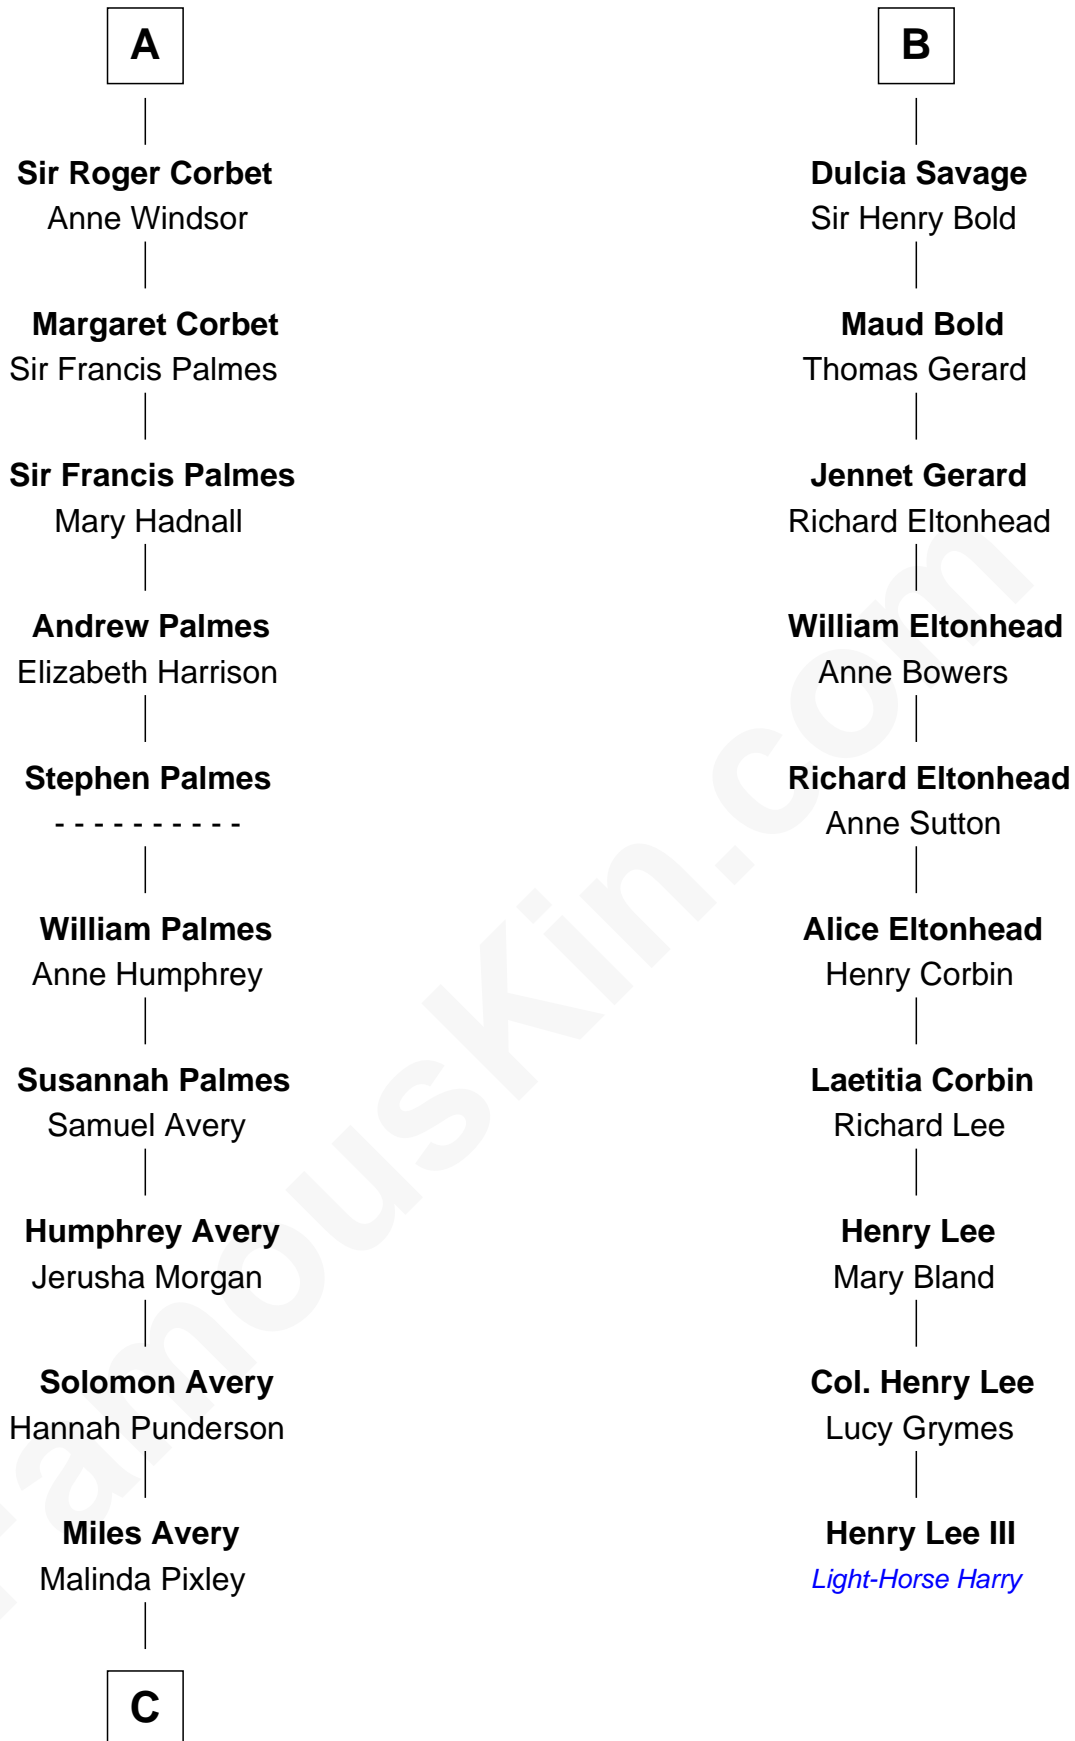 A
Sir Roger Corbet
Anne Windsor
Margaret Corbet
Sir Francis Palmes
Sir Francis Palmes
Mary Hadnall
Andrew Palmes
Elizabeth Harrison
Stephen Palmes
- - - - - - - - - -
William Palmes
Anne Humphrey
Susannah Palmes
Samuel Avery
Humphrey Avery
Jerusha Morgan
Solomon Avery
Hannah Punderson
Miles Avery
Malinda Pixley
C
B
Dulcia Savage
Sir Henry Bold
Maud Bold
Thomas Gerard
Jennet Gerard
Richard Eltonhead
William Eltonhead
Anne Bowers
Richard Eltonhead
Anne Sutton
Alice Eltonhead
Henry Corbin
Laetitia Corbin
Richard Lee
Henry Lee
Mary Bland
Col. Henry Lee
Lucy Grymes
Henry Lee III
Light-Horse Harry
FamousKin.com